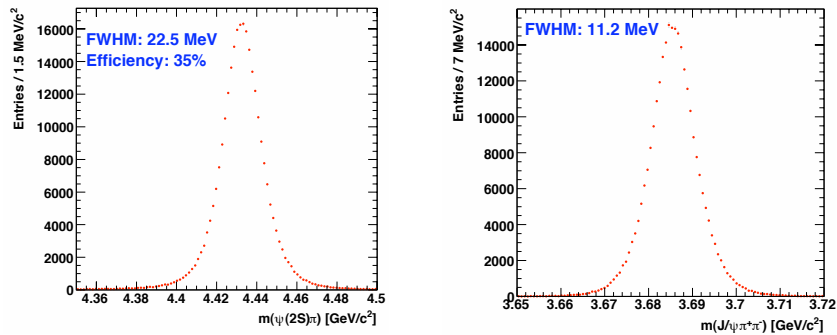 Entries / 1.5 MeV/c²
16000
14000
12000
10000
8000
6000
4000
2000
0
FWHM: 22.5 MeV
Efficiency: 35%
4.36 4.38 4.4 4.42 4.44 4.46 4.48 4.5
m(ψ(2S)π) [GeV/c²]
Entries / 7 MeV/c²
14000
12000
10000
8000
6000
4000
2000
0
FWHM: 11.2 MeV
3.65 3.66 3.67 3.68 3.69 3.7 3.71 3.72
m(J/ψπ⁺π⁻) [GeV/c²]